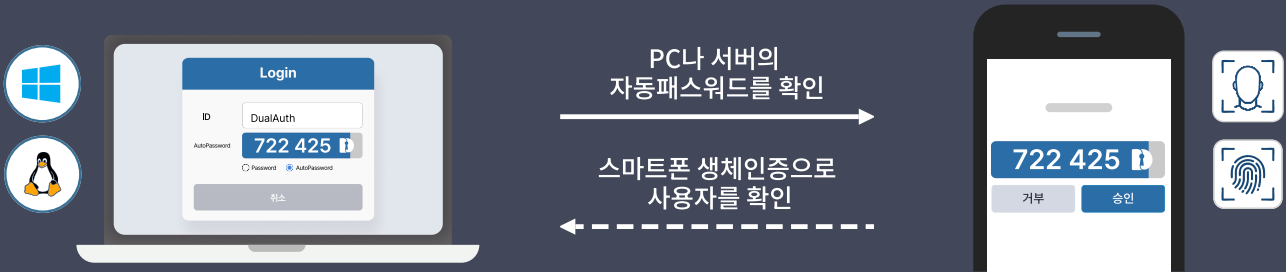 Login
ID
DualAuth
AutoPassword
722 425
Password
AutoPassword
취소
PC나 서버의
자동패스워드를 확인
스마트폰 생체인증으로
사용자를 확인
722 425
거부
승인